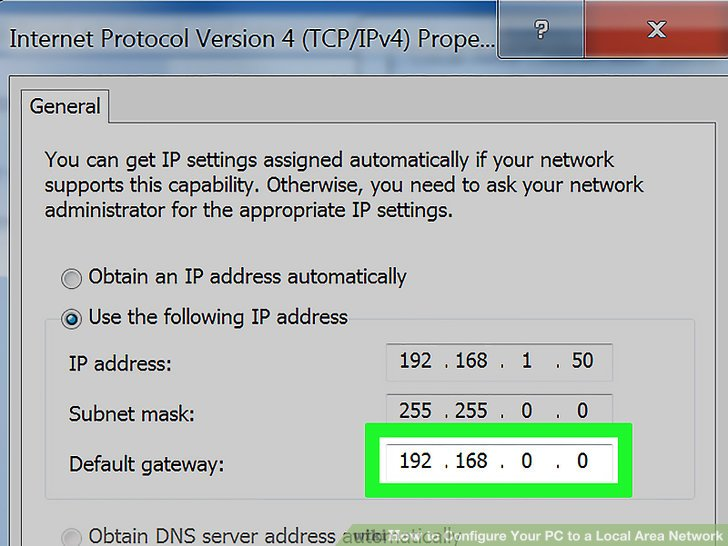 Internet Protocol Version 4 (TCP/IPv4) Prope...
?
X
General
You can get IP settings assigned automatically if your network
supports this capability. Otherwise, you need to ask your network
administrator for the appropriate IP settings.
Obtain an IP address automatically
Use the following IP address
IP address: 192 . 168 . 1 . 50
Subnet mask: 255 . 255 . 0 . 0
Default gateway: 192 . 168 . 0 . 0
Obtain DNS server address automatically
wikiHow to Configure Your PC to a Local Area Network